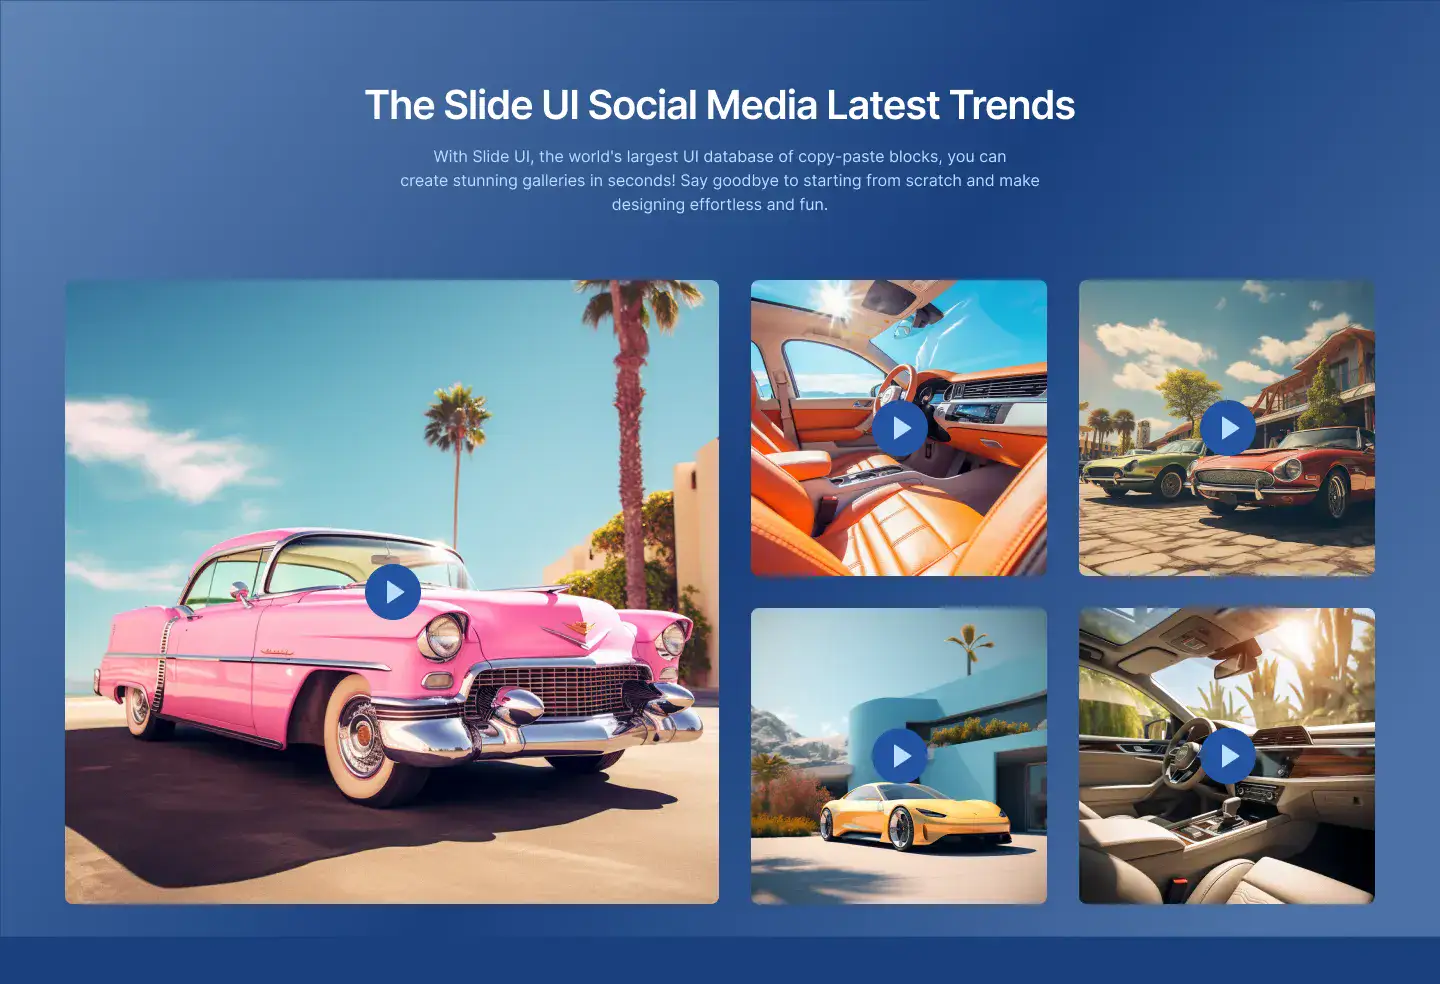 The Slide UI Social Media Latest Trends
With Slide UI, the world's largest UI database of copy-paste blocks, you can
create stunning galleries in seconds! Say goodbye to starting from scratch and make
designing effortless and fun.